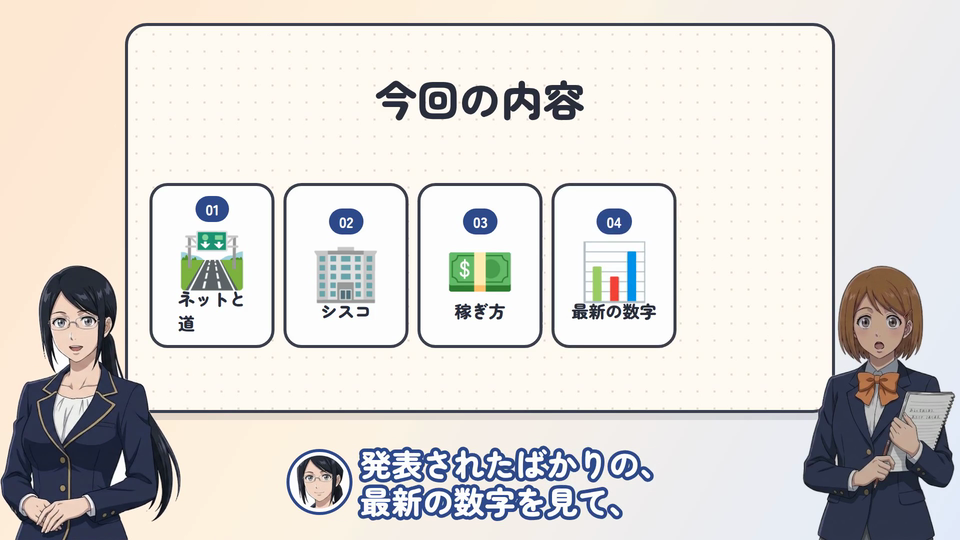 今回の内容
01
ネットと
道
02
シスコ
03
稼ぎ方
04
最新の数字
発表されたばかりの、
最新の数字を見て、